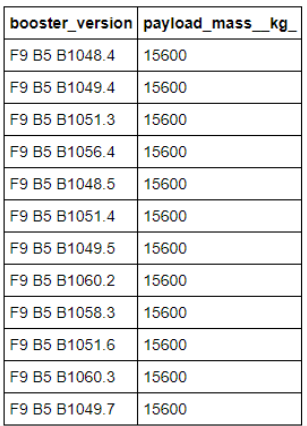 booster_version payload_mass__kg_
F9 B5 B1048.4 15600
F9 B5 B1049.4 15600
F9 B5 B1051.3 15600
F9 B5 B1056.4 15600
F9 B5 B1048.5 15600
F9 B5 B1051.4 15600
F9 B5 B1049.5 15600
F9 B5 B1060.2 15600
F9 B5 B1058.3 15600
F9 B5 B1051.6 15600
F9 B5 B1060.3 15600
F9 B5 B1049.7 15600